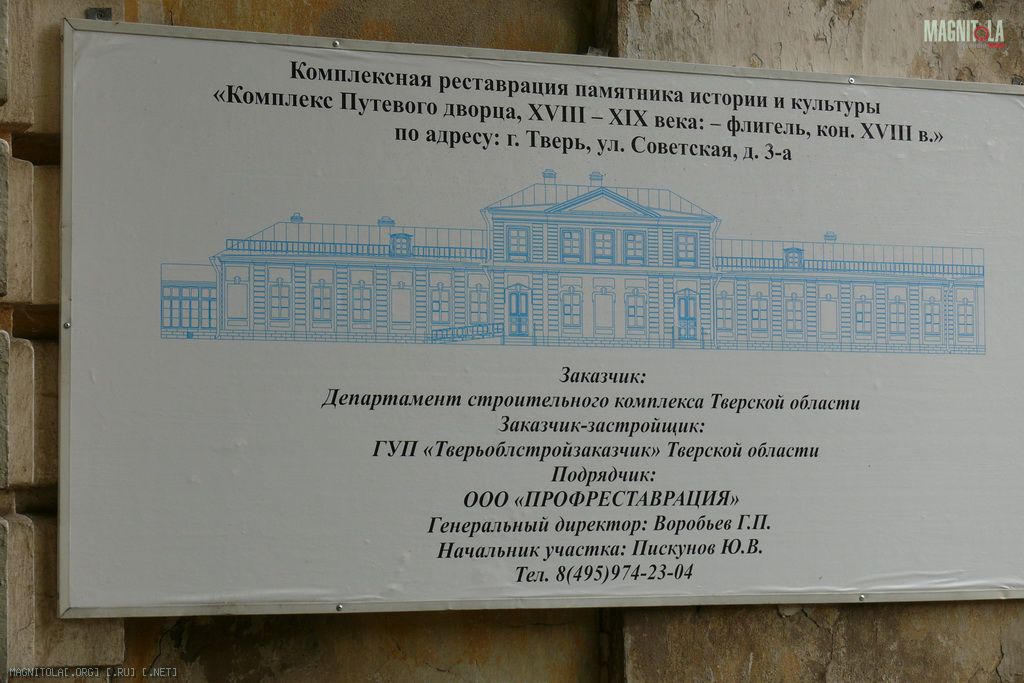 MAGNITOLA
Комплексная реставрация памятника истории и культуры
«Комплекс Путевого дворца, XVIII – XIX века: – флигель, кон. XVIII в.»
по адресу: г. Тверь, ул. Советская, д. 3-а
Заказчик:
Департамент строительного комплекса Тверской области
Заказчик-застройщик:
ГУП «Тверьоблстройзаказчик» Тверской области
Подрядчик:
ООО «ПРОФРЕСТАВРАЦИЯ»
Генеральный директор: Воробьев Г.П.
Начальник участка: Пискунов Ю.В.
Тел. 8(495)974-23-04
MAGNITOLA[.ORG] [.RU] [.NET]